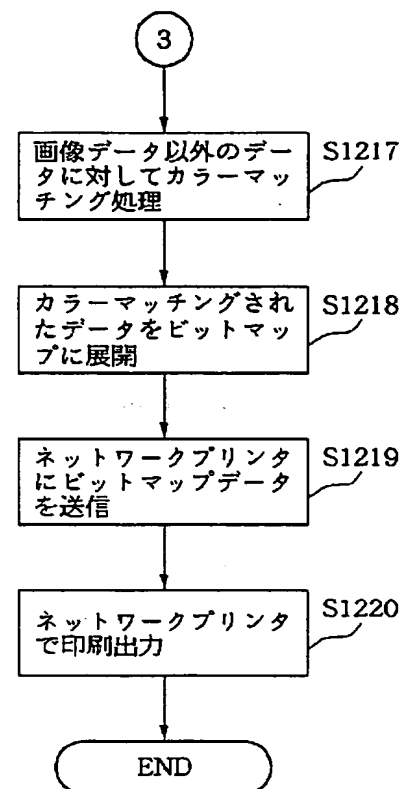 3
画像データ以外のデー
タに対してカラーマッ
チング処理
S1217
カラーマッチングされ
たデータをビットマッ
プに展開
S1218
ネットワークプリンタ
にビットマップデータ
を送信
S1219
ネットワークプリンタ
で印刷出力
S1220
END